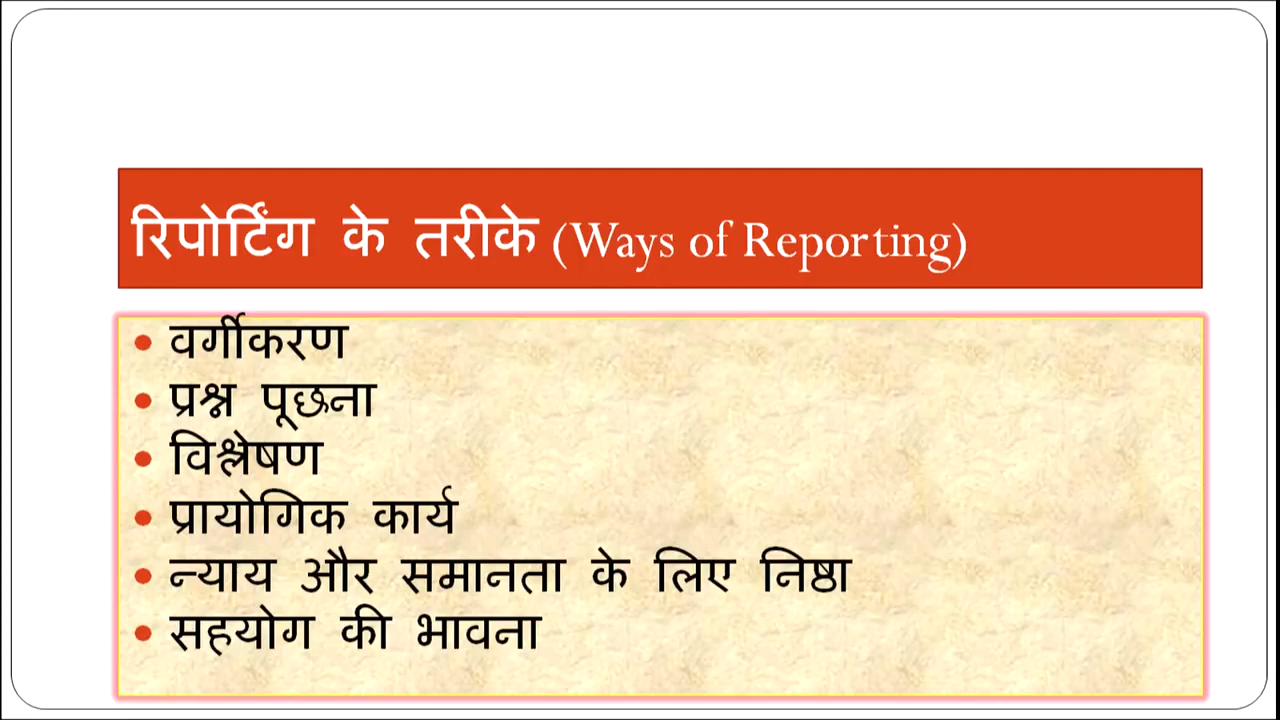 रिपोर्टिंग के तरीके (Ways of Reporting)
• वर्गीकरण
• प्रश्न पूछना
• विश्लेषण
• प्रायोगिक कार्य
• न्याय और समानता के लिए निष्ठा
• सहयोग की भावना